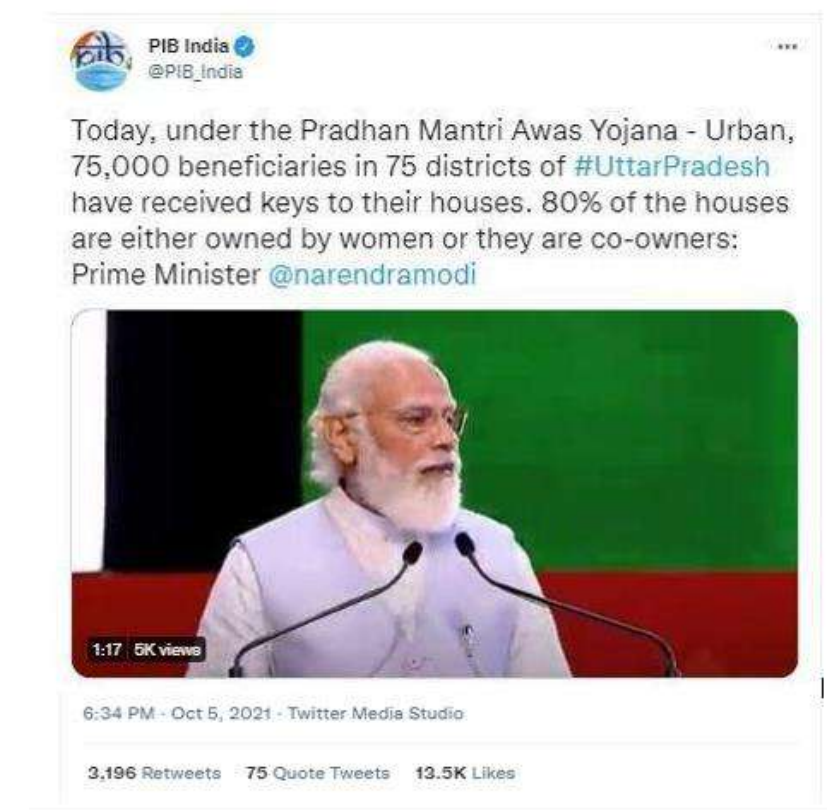 pib
PIB India
@PIB_India
Today, under the Pradhan Mantri Awas Yojana - Urban,
75,000 beneficiaries in 75 districts of #UttarPradesh
have received keys to their houses. 80% of the houses
are either owned by women or they are co-owners:
Prime Minister @narendramodi
1:17 5K views
6:34 PM · Oct 5, 2021 · Twitter Media Studio
3,196 Retweets 75 Quote Tweets 13.5K Likes